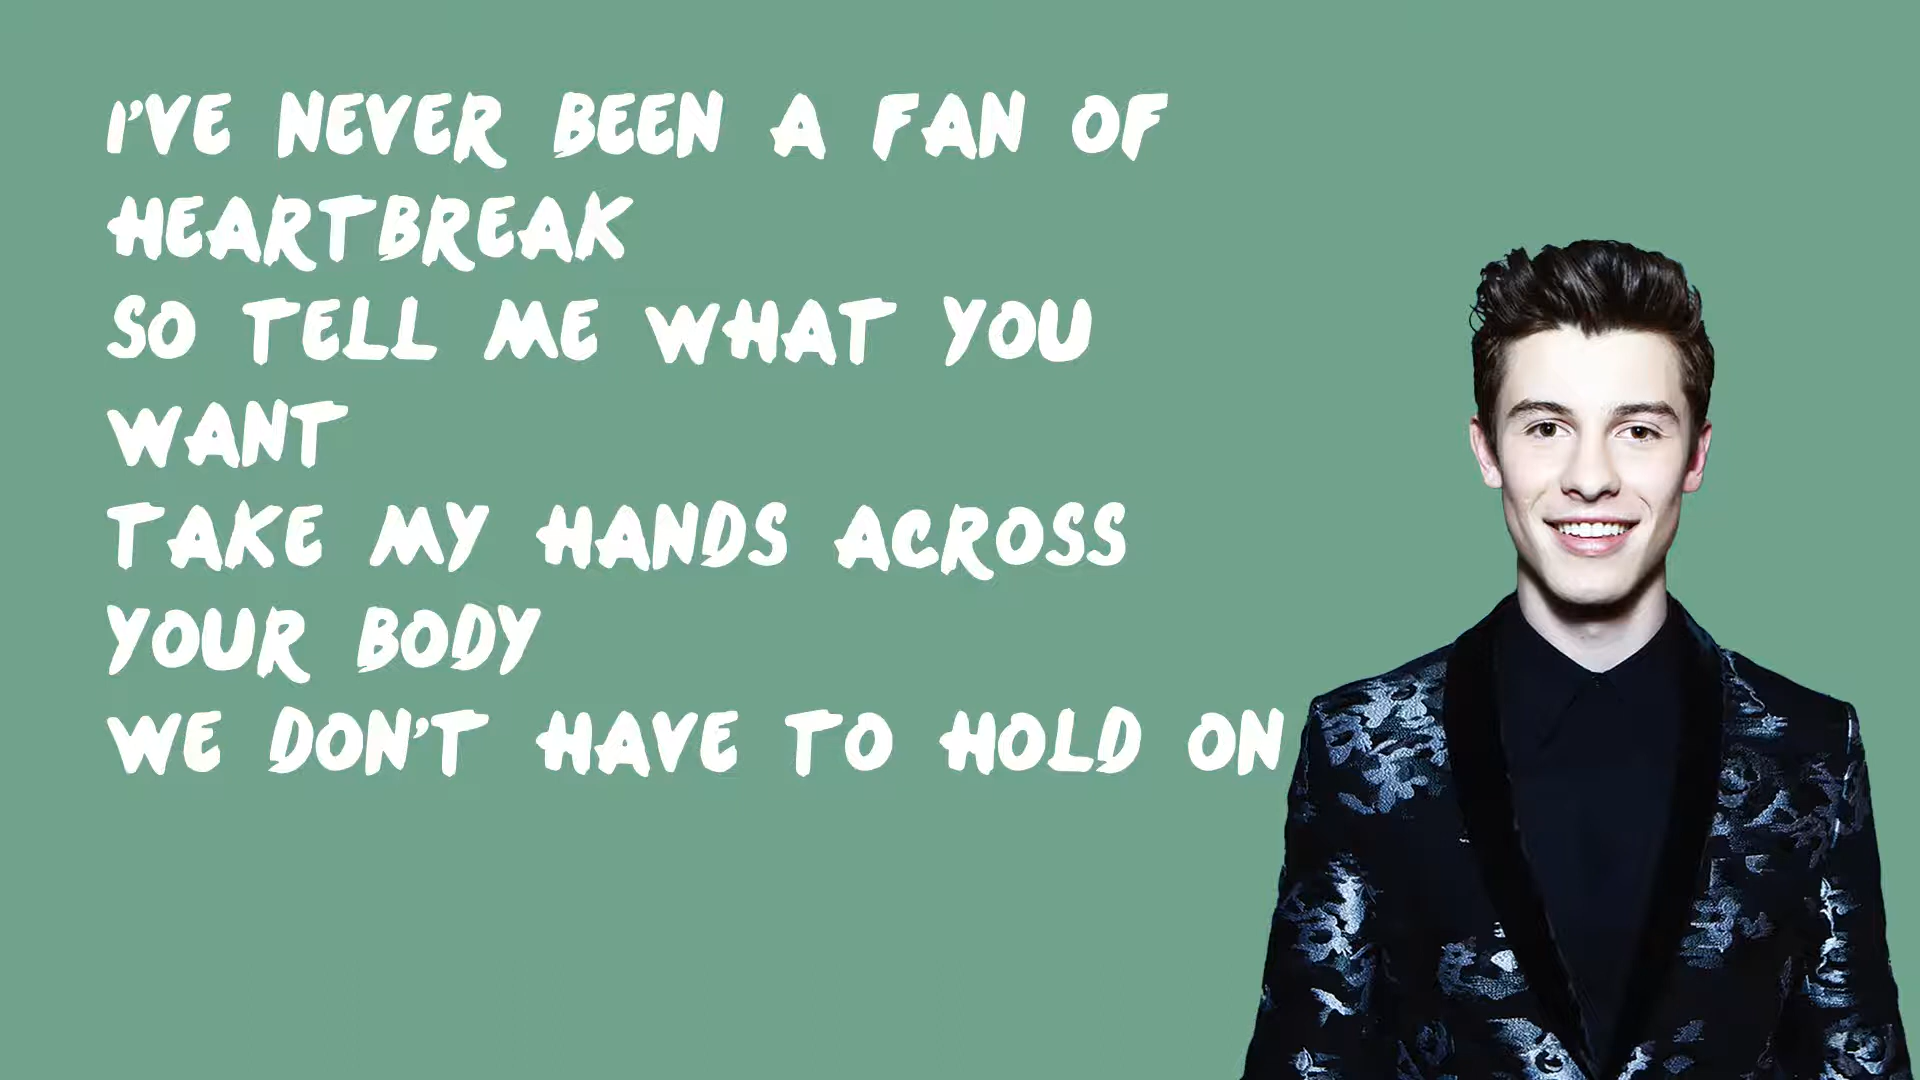 I'VE NEVER BEEN A FAN OF
HEARTBREAK
SO TELL ME WHAT YOU
WANT
TAKE MY HANDS ACROSS
YOUR BODY
WE DON'T HAVE TO HOLD ON